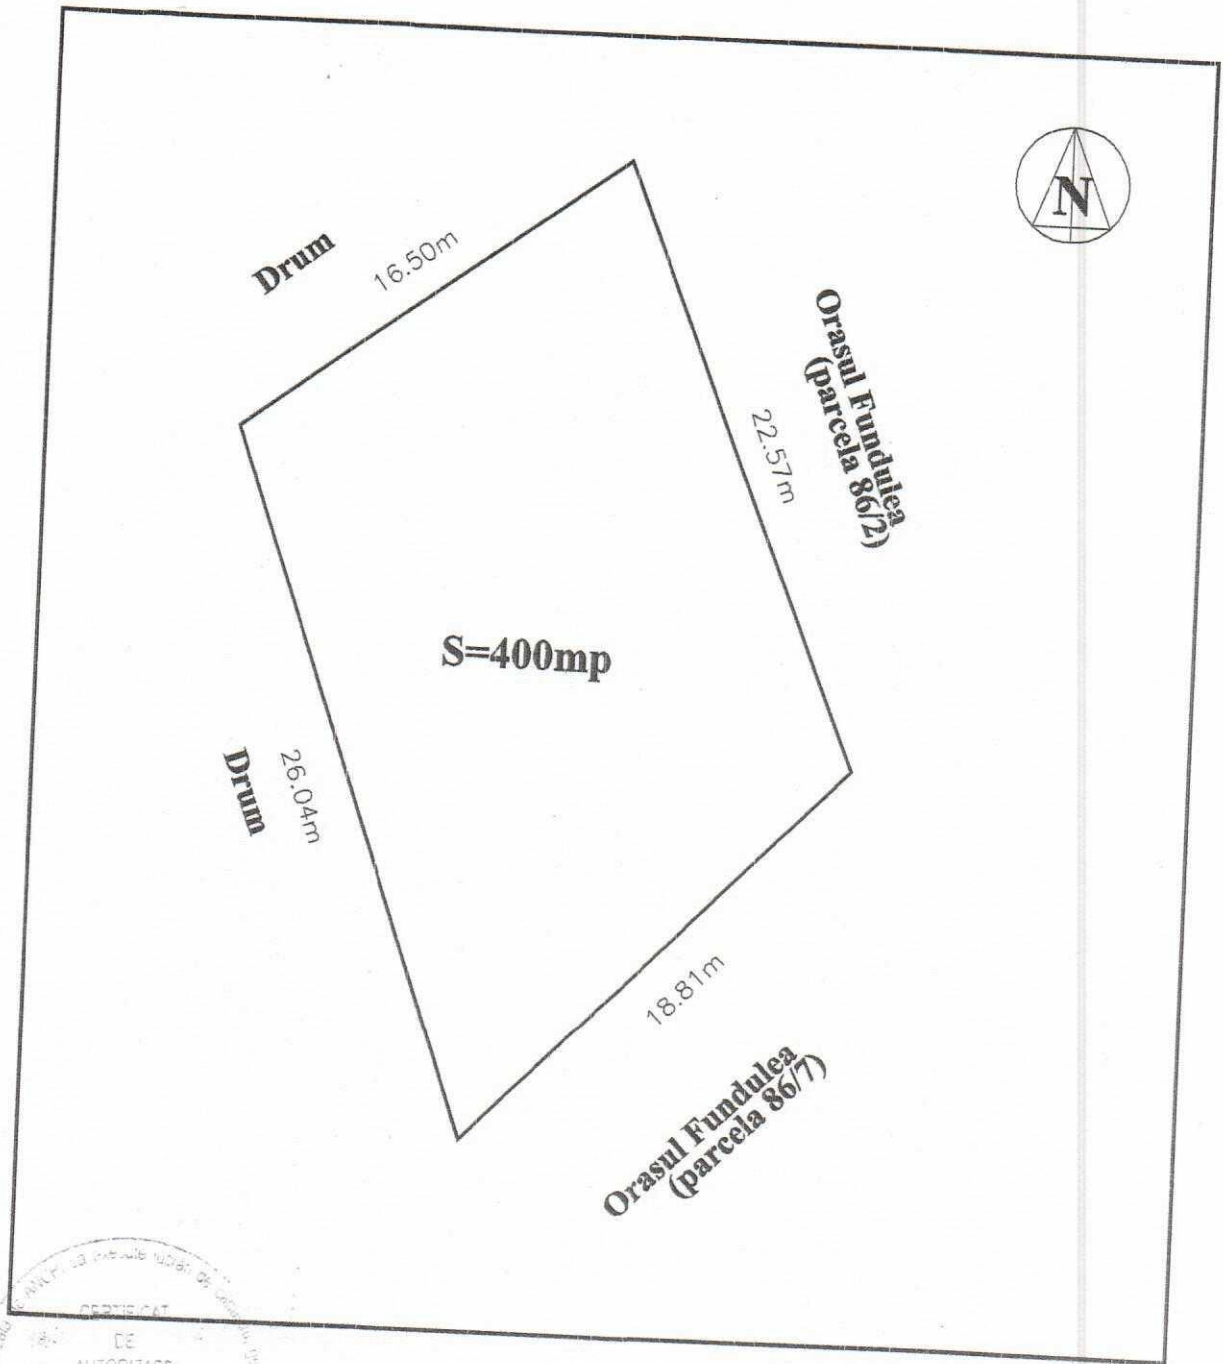 N
Drum
16.50m
Orasul Fundulea
(parcela 86/2)
22.57m
S=400mp
Drum
26.04m
18.81m
Orasul Fundulea
(parcela 86/7)
CERTIFICAT
DE